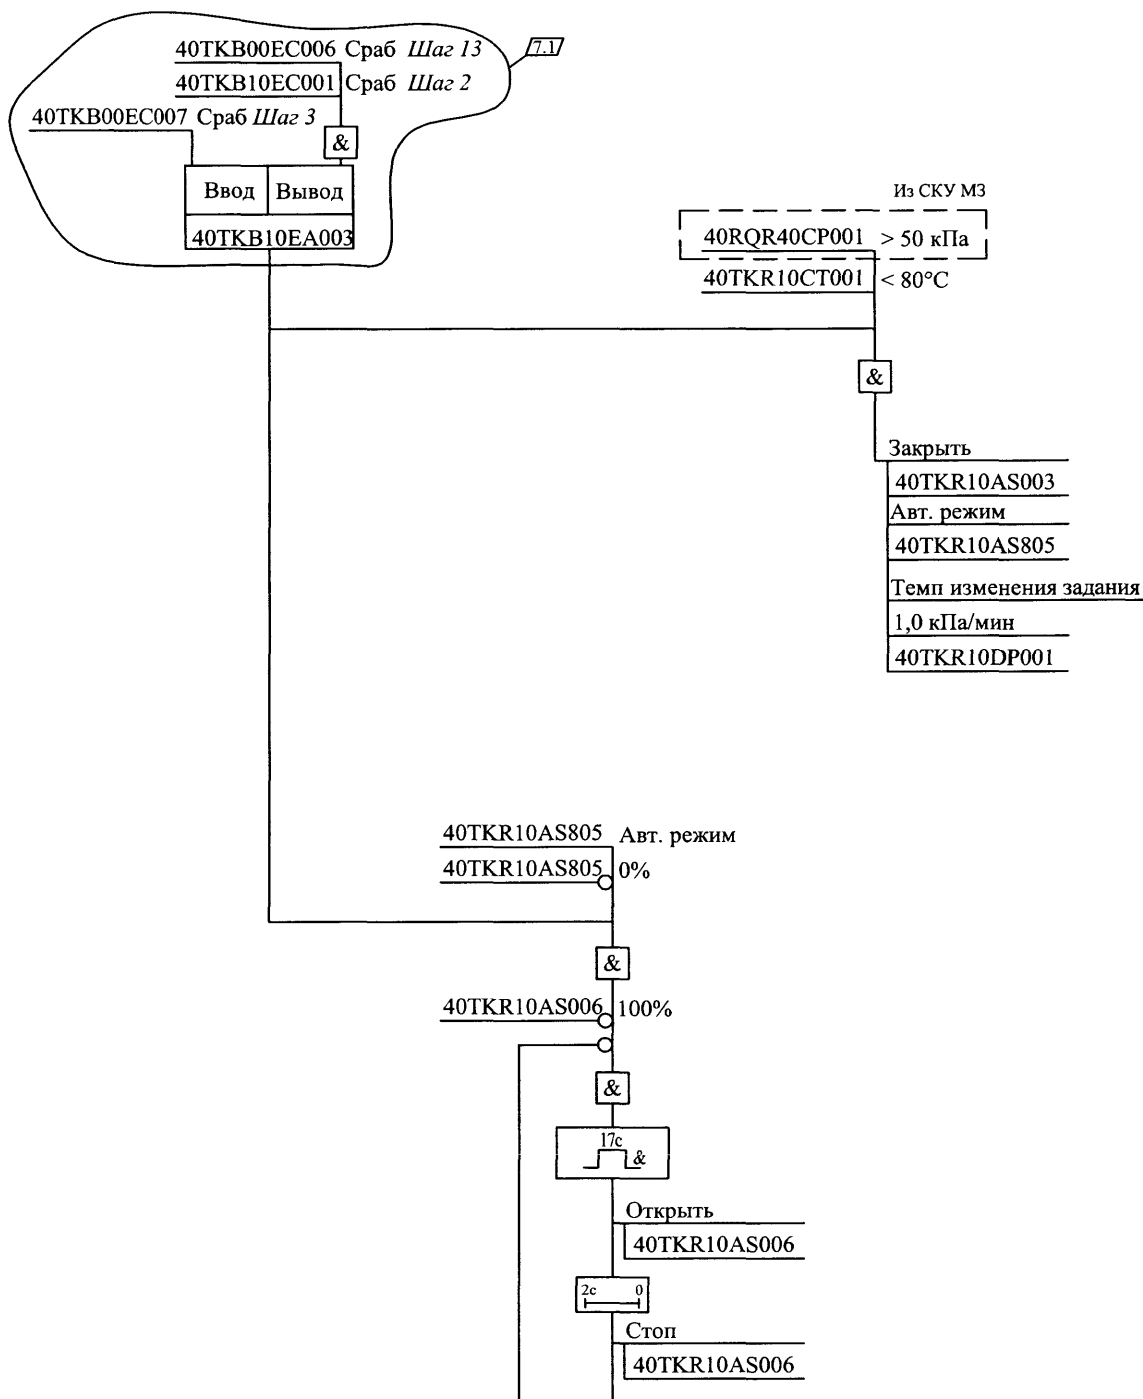 40TKB00EC006 Сраб Шаг 13
7.1
40TKB10EC001 Сраб Шаг 2
40TKB00EC007 Сраб Шаг 3
&
Ввод Вывод
40TKB10EA003
Из СКУ МЗ
40RQR40CP001 > 50 кПа
40TKR10CT001 < 80°C
&
Закрыть
40TKR10AS003
Авт. режим
40TKR10AS805
Темп изменения задания
1,0 кПа/мин
40TKR10DP001
40TKR10AS805 Авт. режим
40TKR10AS805 0%
&
40TKR10AS006 100%
&
17с
&
Открыть
40TKR10AS006
2с 0
Стоп
40TKR10AS006